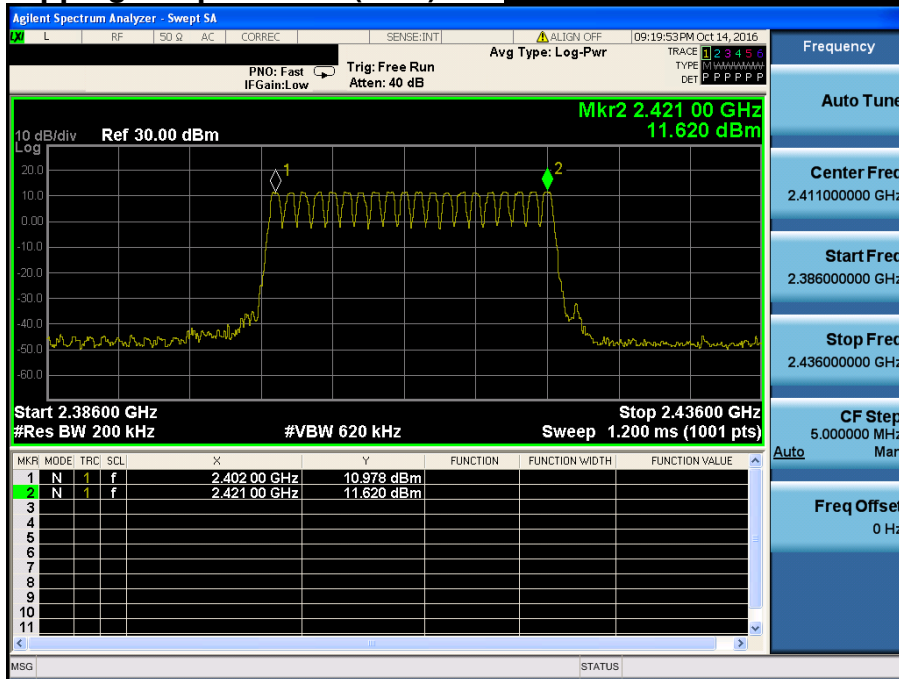 Agilent Spectrum Analyzer - Swept SA
LXI L RF 50 Ω AC CORREC SENSE:INT ALIGN OFF 09:19:53PM Oct 14, 2016
Avg Type: Log-Pwr
TRACE 1 2 3 4 5 6
TYPE M WWWWW
DET P P P P P P
PNO: Fast
IFGain:Low
Trig: Free Run
Atten: 40 dB
Frequency
Mkr2 2.421 00 GHz
11.620 dBm
10 dB/div Ref 30.00 dBm
Log
20.0
10.0
0.00
-10.0
-20.0
-30.0
-40.0
-50.0
-60.0
1
2
Start 2.38600 GHz
Stop 2.43600 GHz
#Res BW 200 kHz
#VBW 620 kHz
Sweep 1.200 ms (1001 pts)
MKR MODE TRC SCL X Y FUNCTION FUNCTION WIDTH FUNCTION VALUE
1 N 1 f 2.402 00 GHz 10.978 dBm
2 N 1 f 2.421 00 GHz 11.620 dBm
3
4
5
6
7
8
9
10
11
MSG
STATUS
Auto Tune
Center Freq
2.411000000 GHz
Start Freq
2.386000000 GHz
Stop Freq
2.436000000 GHz
CF Step
5.000000 MHz
Auto Man
Freq Offset
0 Hz